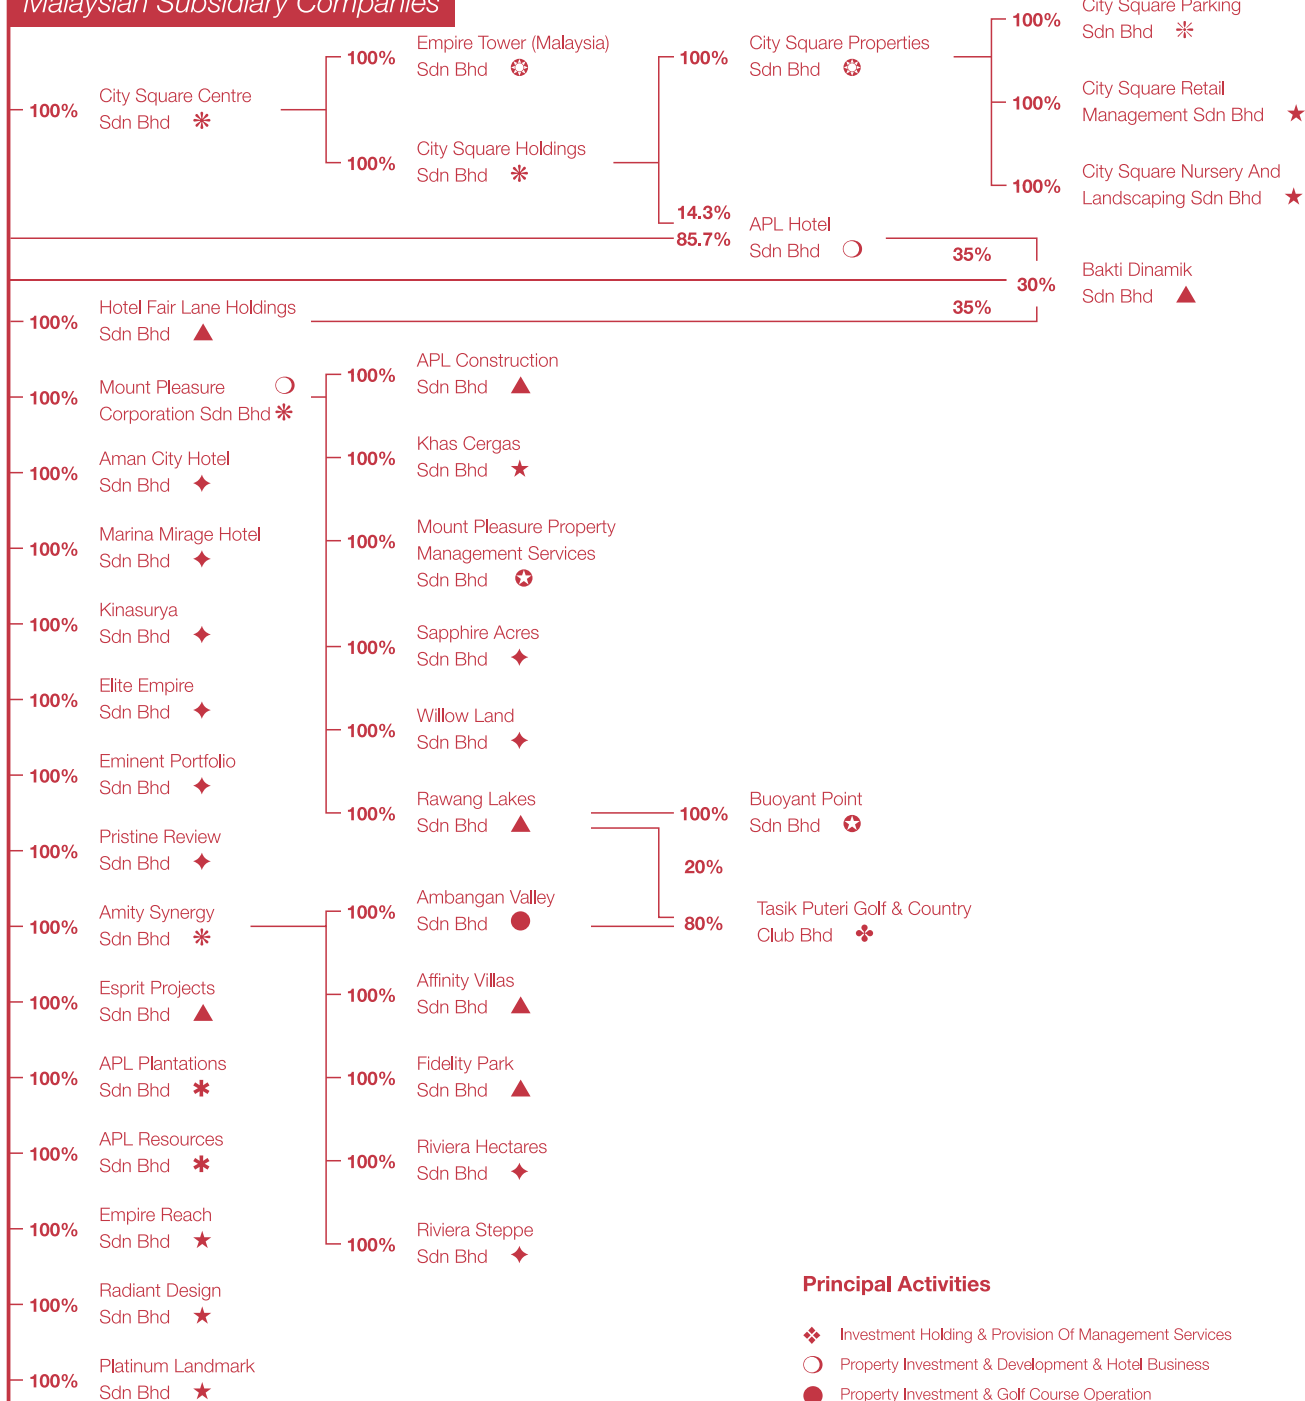 Malaysian Subsidiary Companies
100%
City Square Centre
Sdn Bhd
100%
Empire Tower (Malaysia)
Sdn Bhd
100%
City Square Holdings
Sdn Bhd
100%
City Square Properties
Sdn Bhd
100%
City Square Parking
Sdn Bhd
100%
City Square Retail
Management Sdn Bhd
100%
City Square Nursery And
Landscaping Sdn Bhd
14.3%
85.7%
APL Hotel
Sdn Bhd
35%
30%
35%
Bakti Dinamik
Sdn Bhd
100%
Hotel Fair Lane Holdings
Sdn Bhd
100%
Mount Pleasure
Corporation Sdn Bhd
100%
Aman City Hotel
Sdn Bhd
100%
Marina Mirage Hotel
Sdn Bhd
100%
Kinasurya
Sdn Bhd
100%
Elite Empire
Sdn Bhd
100%
Eminent Portfolio
Sdn Bhd
100%
Pristine Review
Sdn Bhd
100%
Amity Synergy
Sdn Bhd
100%
Esprit Projects
Sdn Bhd
100%
APL Plantations
Sdn Bhd
100%
APL Resources
Sdn Bhd
100%
Empire Reach
Sdn Bhd
100%
Radiant Design
Sdn Bhd
100%
Platinum Landmark
Sdn Bhd
100%
APL Construction
Sdn Bhd
100%
Khas Cergas
Sdn Bhd
100%
Mount Pleasure Property
Management Services
Sdn Bhd
100%
Sapphire Acres
Sdn Bhd
100%
Willow Land
Sdn Bhd
100%
Rawang Lakes
Sdn Bhd
100%
Buoyant Point
Sdn Bhd
20%
80%
Tasik Puteri Golf & Country
Club Bhd
100%
Ambangan Valley
Sdn Bhd
100%
Affinity Villas
Sdn Bhd
100%
Fidelity Park
Sdn Bhd
100%
Riviera Hectares
Sdn Bhd
100%
Riviera Steppe
Sdn Bhd
Principal Activities
Investment Holding & Provision Of Management Services
Property Investment & Development & Hotel Business
Property Investment & Golf Course Operation